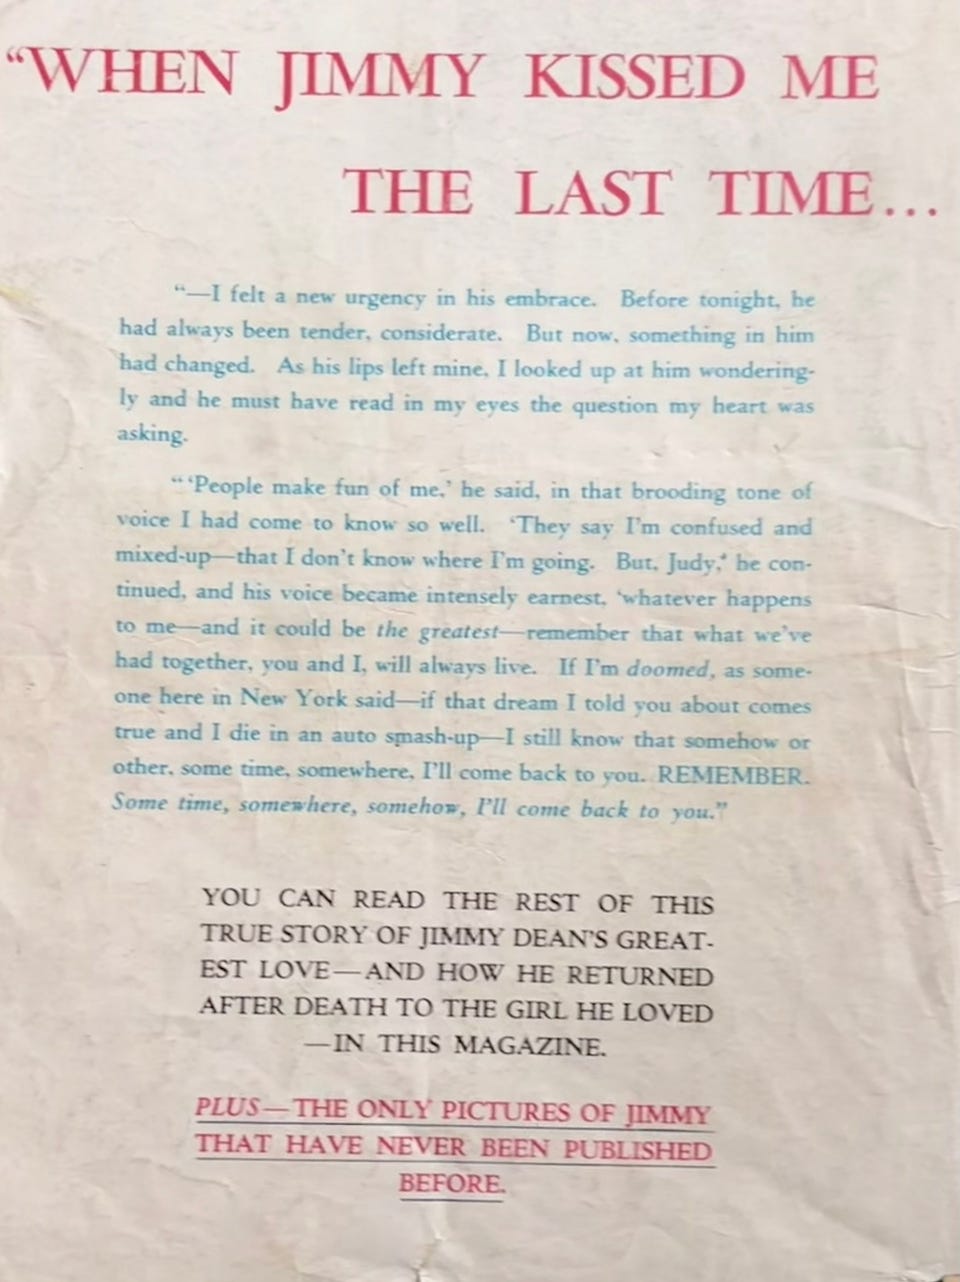 “WHEN JIMMY KISSED ME
THE LAST TIME...
“—I felt a new urgency in his embrace. Before tonight, he
had always been tender, considerate. But now, something in him
had changed. As his lips left mine, I looked up at him wondering-
ly and he must have read in my eyes the question my heart was
asking.
“ ‘People make fun of me,’ he said, in that brooding tone of
voice I had come to know so well. ‘They say I’m confused and
mixed-up—that I don’t know where I’m going. But, Judy,’ he con-
tinued, and his voice became intensely earnest, ‘whatever happens
to me—and it could be the greatest—remember that what we’ve
had together, you and I, will always live. If I’m doomed, as some-
one here in New York said—if that dream I told you about comes
true and I die in an auto smash-up—I still know that somehow or
other, some time, somewhere, I’ll come back to you. REMEMBER.
Some time, somewhere, somehow, I’ll come back to you.”
YOU CAN READ THE REST OF THIS
TRUE STORY OF JIMMY DEAN’S GREAT-
EST LOVE—AND HOW HE RETURNED
AFTER DEATH TO THE GIRL HE LOVED
—IN THIS MAGAZINE.
PLUS—THE ONLY PICTURES OF JIMMY
THAT HAVE NEVER BEEN PUBLISHED
BEFORE.